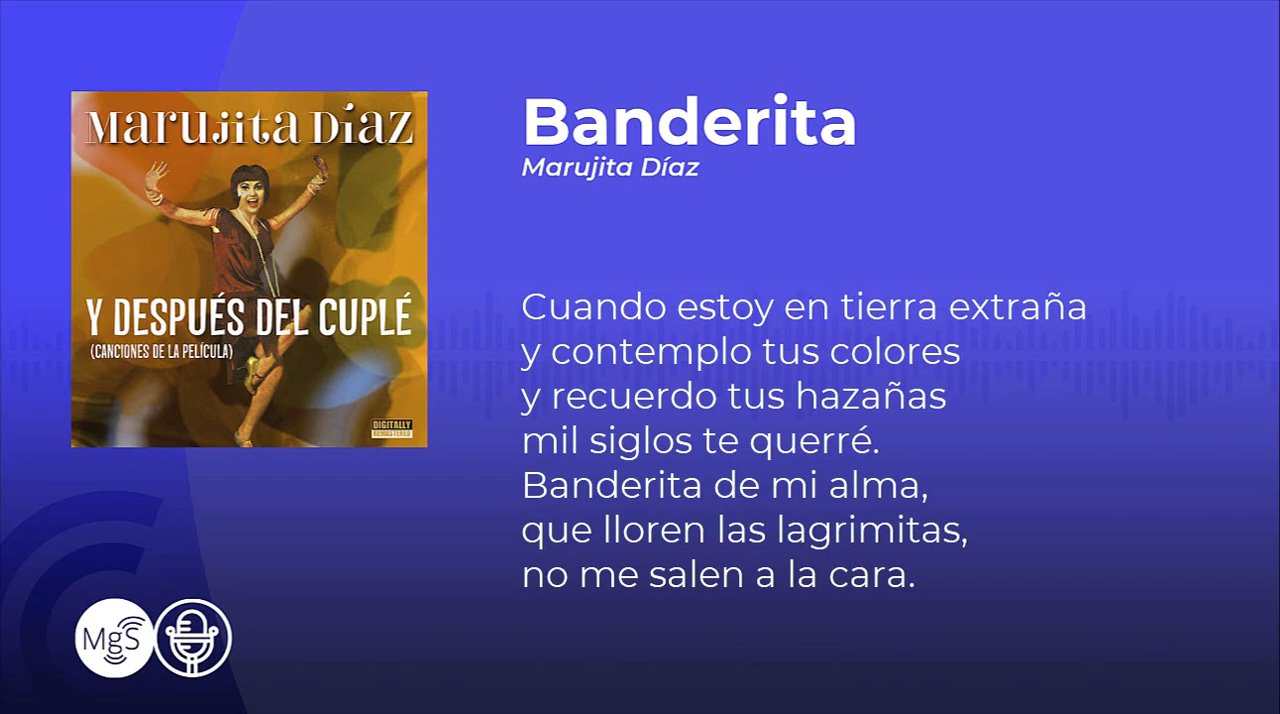 Marujita Díaz
Y DESPUÉS DEL CUPLÉ
(CANCIONES DE LA PELÍCULA)
DIGITALLY
REMASTERED
Banderita
Marujita Díaz
Cuando estoy en tierra extraña
y contemplo tus colores
y recuerdo tus hazañas
mil siglos te querré.
Banderita de mi alma,
que lloren las lagrimitas,
no me salen a la cara.
MgS